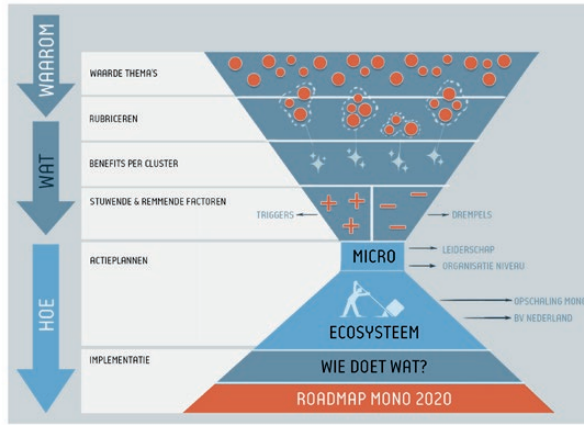 WAAROM
WAARDE THEMA'S
RUBRICEREN
WAT
BENEFITS PER CLUSTER
STUWENDE & REMMENDE FACTOREN
TRIGGERS
DREMPELS
HOE
ACTIEPLANNEN
MICRO
LEIDERSCHAP
ORGANISATIE NIVEAU
OPSCHALING MONO
BV NEDERLAND
ECOSYSTEEM
IMPLEMENTATIE
WIE DOET WAT?
ROADMAP MONO 2020